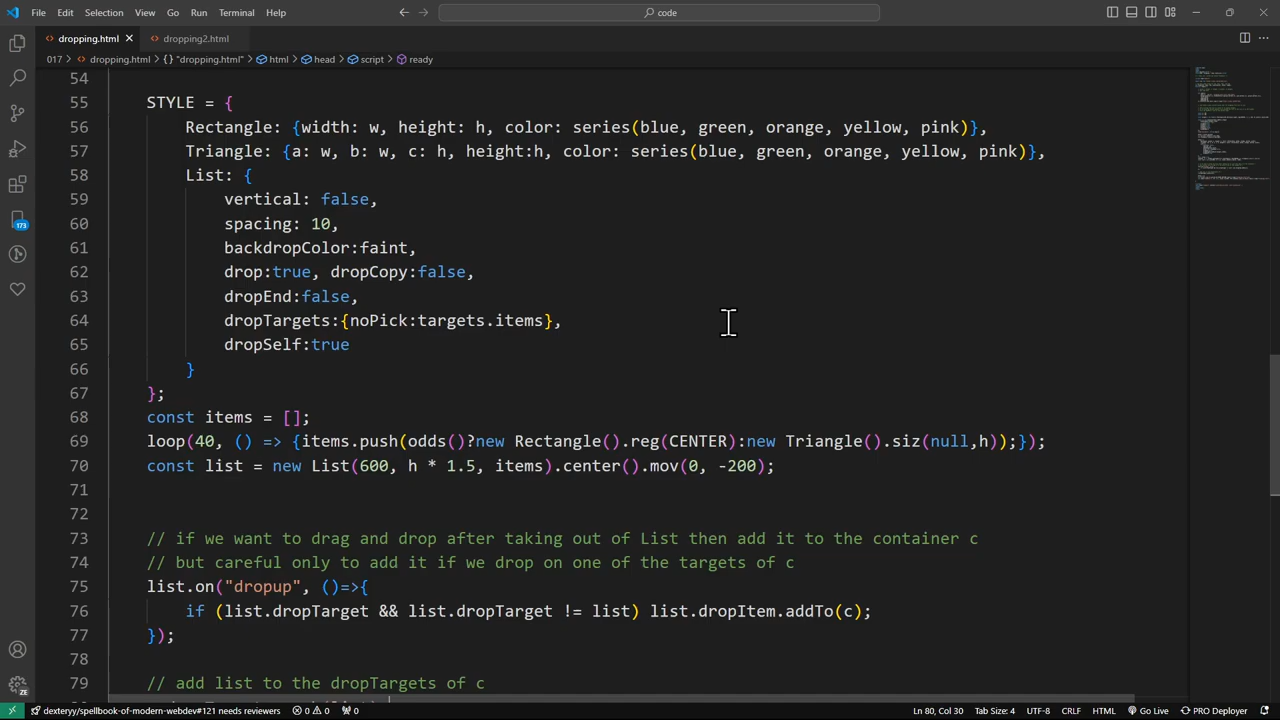 File Edit Selection View Go Run Terminal Help code
dropping.html dropping2.html
017 > dropping.html > {} "dropping.html" > html > head > script > ready
54
55 STYLE = {
56 Rectangle: {width: w, height: h, color: series(blue, green, orange, yellow, pink)},
57 Triangle: {a: w, b: w, c: h, height:h, color: series(blue, green, orange, yellow, pink)},
58 List: {
59 vertical: false,
60 spacing: 10,
61 backdropColor:faint,
62 drop:true, dropCopy:false,
63 dropEnd:false,
64 dropTargets:{noPick:targets.items},
65 dropSelf:true
66 }
67 };
68 const items = [];
69 loop(40, () => {items.push(odds()?new Rectangle().reg(CENTER):new Triangle().siz(null,h));});
70 const list = new List(600, h * 1.5, items).center().mov(0, -200);
71
72
73 // if we want to drag and drop after taking out of List then add it to the container c
74 // but careful only to add it if we drop on one of the targets of c
75 list.on("dropup", ()=>{
76 if (list.dropTarget && list.dropTarget != list) list.dropItem.addTo(c);
77 });
78
79 // add list to the dropTargets of c
173
ZE
dexteryy/spellbook-of-modern-webdev#121 needs reviewers 0 0 0 Ln 80, Col 30 Tab Size: 4 UTF-8 CRLF HTML Go Live PRO Deployer